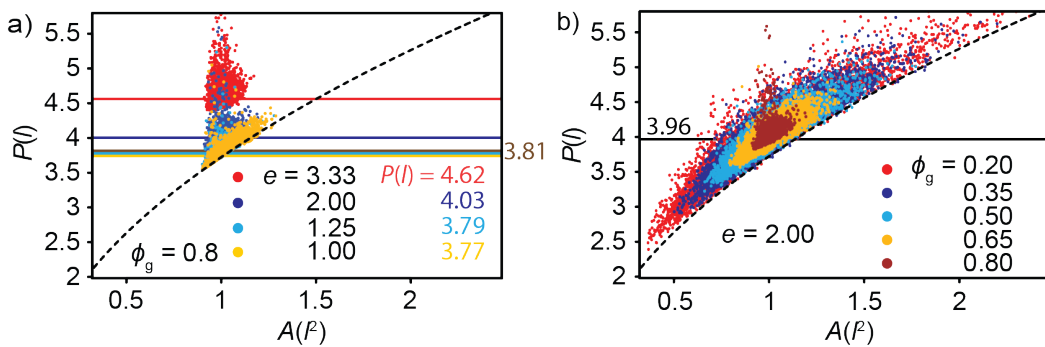 a)
P(l)
5.5
5
4.5
4
3.5
3
2.5
2
3.81
e = 3.33 P(l) = 4.62
2.00 4.03
1.25 3.79
ϕg = 0.8 1.00 3.77
0.5 1 1.5 2
A(l²)
b)
P(l)
5.5
5
4.5
4
3.5
3
2.5
2
3.96
ϕg 0.20
0.35
e = 2.00 0.50
0.65
0.80
0.5 1 1.5 2
A(l²)